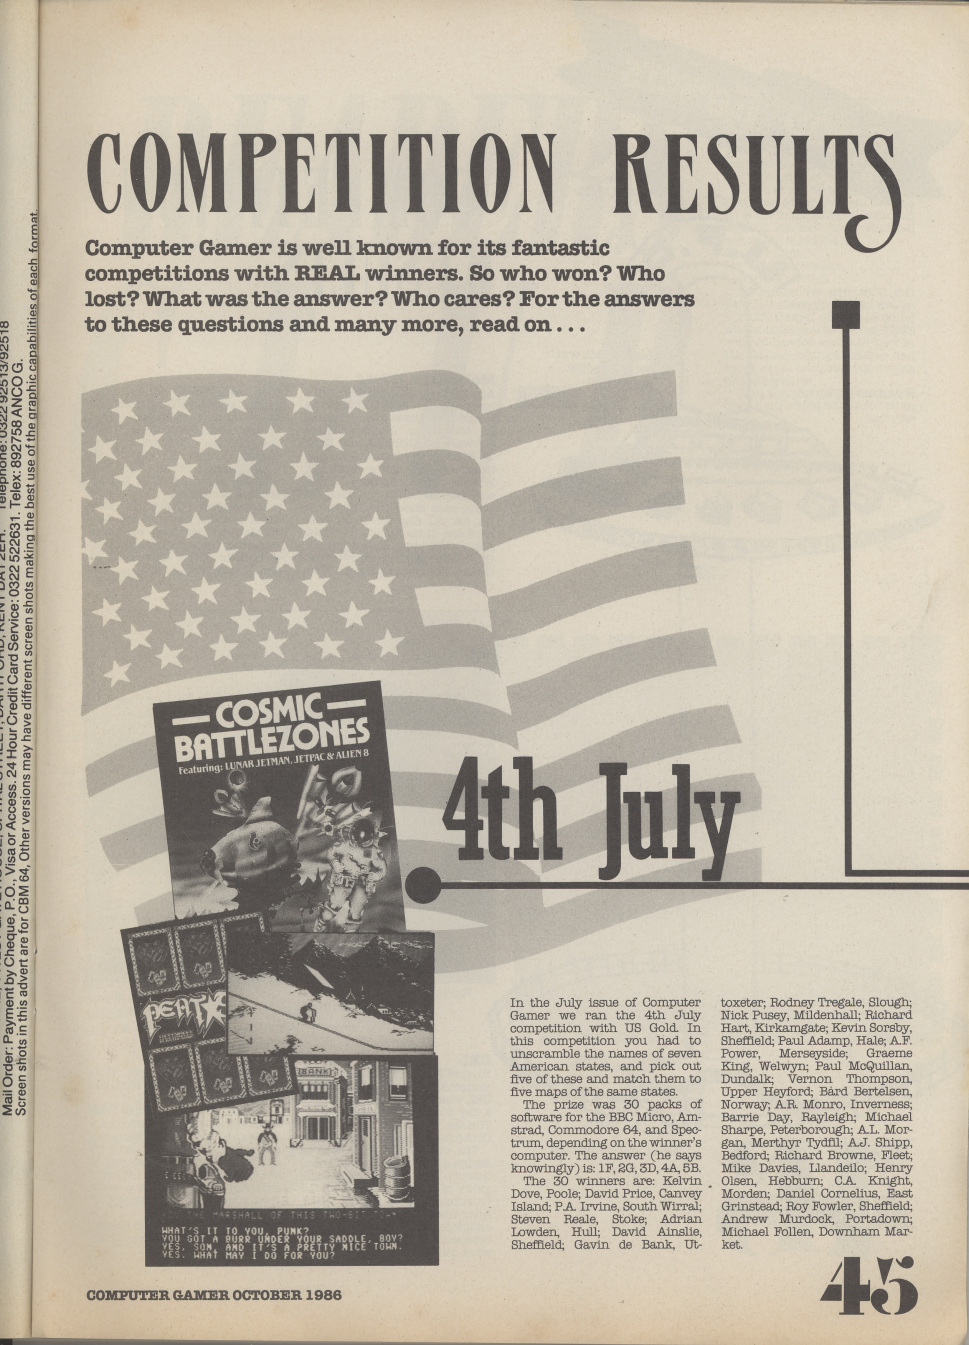 COMPETITION RESULTS
Computer Gamer is well known for its fantastic
competitions with REAL winners. So who won? Who
lost? What was the answer? Who cares? For the answers
to these questions and many more, read on . . .
COSMIC
BATTLEZONES
Featuring: LUNAR JETMAN, JETPAC & ALIEN 8
4th July
BANK
MARSHALL OF THIS TWO-BIT
WHAT'S IT TO YOU, PUNK?
YOU GOT A BURR UNDER YOUR SADDLE, BOY?
YES, SON, AND IT'S A PRETTY NICE TOWN.
YES. WHAT MAY I DO FOR YOU?
In the July issue of Computer
Gamer we ran the 4th July
competition with US Gold. In
this competition you had to
unscramble the names of seven
American states, and pick out
five of these and match them to
five maps of the same states.
The prize was 30 packs of
software for the BBC Micro, Am-
strad, Commodore 64, and Spec-
trum, depending on the winner's
computer. The answer (he says
knowingly) is: 1F, 2G, 3D, 4A, 5B.
The 30 winners are: Kelvin
Dove, Poole; David Price, Canvey
Island; P.A. Irvine, South Wirral;
Steven Reale, Stoke; Adrian
Lowden, Hull; David Ainslie,
Sheffield; Gavin de Bank, Ut-
toxeter; Rodney Tregale, Slough;
Nick Pusey, Mildenhall; Richard
Hart, Kirkamgate; Kevin Sorsby,
Sheffield; Paul Adamp, Hale; A.F.
Power, Merseyside; Graeme
King, Welwyn; Paul McQuillan,
Dundalk; Vernon Thompson,
Upper Heyford; Bård Bertelsen,
Norway; A.R. Monro, Inverness;
Barrie Day, Rayleigh; Michael
Sharpe, Peterborough; A.L. Mor-
gan, Merthyr Tydfil; A.J. Shipp,
Bedford; Richard Browne, Fleet;
Mike Davies, Llandeilo; Henry
Olsen, Hebburn; C.A. Knight,
Morden; Daniel Cornelius, East
Grinstead; Roy Fowler, Sheffield;
Andrew Murdock, Portadown;
Michael Follen, Downham Mar-
ket.
COMPUTER GAMER OCTOBER 1986
45
Telephone: 0322 92513/92518
Mail Order: Payment by Cheque, P.O., Visa or Access. 24 Hour Credit Card Service: 0322 522631. Telex: 892758 ANCO G.
Screen shots in this advert are for CBM 64, Other versions may have different screen shots making the best use of the graphic capabilities of each format.